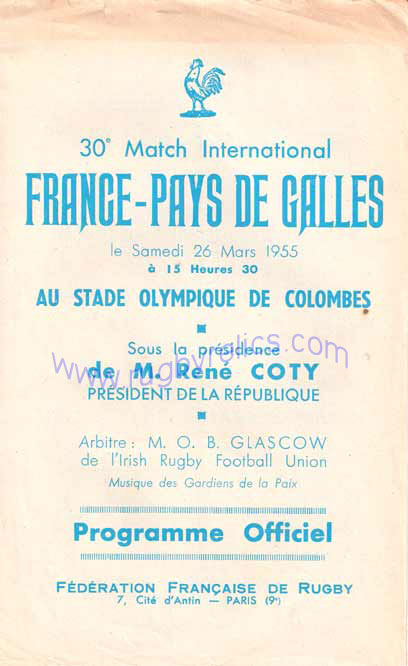 30e Match International
FRANCE-PAYS DE GALLES
le Samedi 26 Mars 1955
à 15 Heures 30
AU STADE OLYMPIQUE DE COLOMBES
Sous la présidence
www.rugbyrelics.com
de M. René COTY
PRÉSIDENT DE LA RÉPUBLIQUE
Arbitre : M. O. B. GLASCOW
de l'Irish Rugby Football Union
Musique des Gardiens de la Paix
Programme Officiel
FÉDÉRATION FRANÇAISE DE RUGBY
7, Cité d'Antin — PARIS (9e)